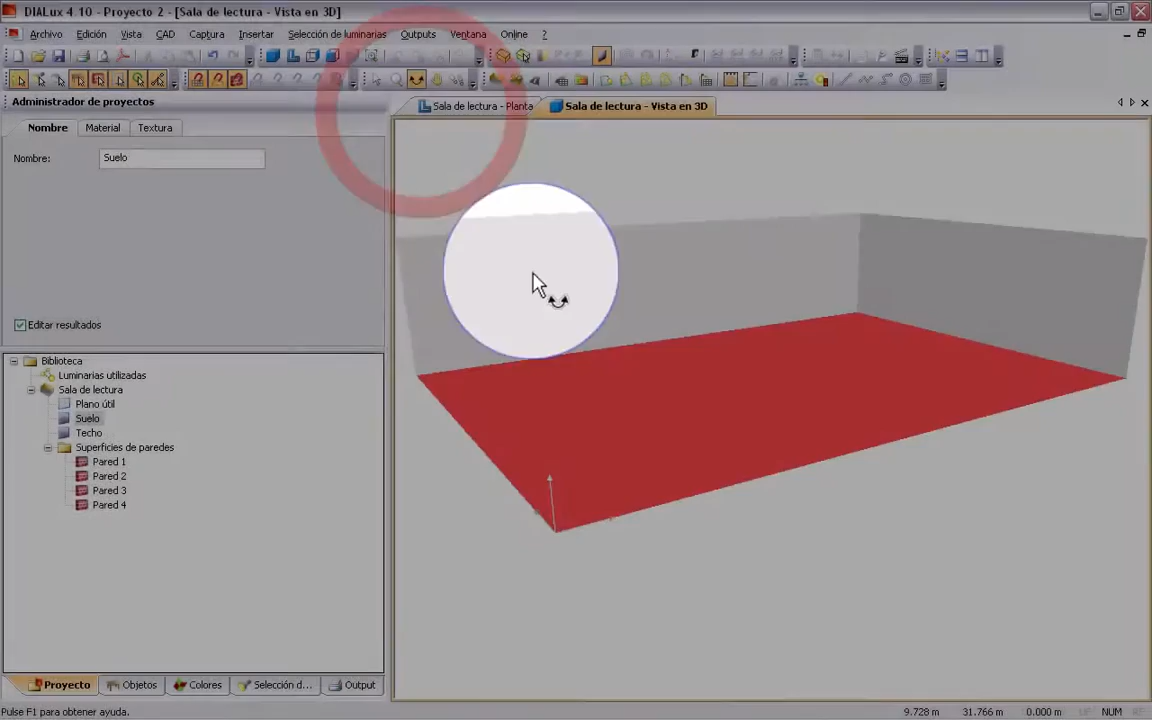 DIALux 4.10 - Proyecto 2 - [Sala de lectura - Vista en 3D]
Archivo Edición Vista CAD Captura Insertar Selección de luminarias Outputs Ventana Online ?
Administrador de proyectos
Sala de lectura - Planta Sala de lectura - Vista en 3D
Nombre Material Textura
Nombre: Suelo
Editar resultados
Biblioteca
Luminarias utilizadas
Sala de lectura
Plano útil
Suelo
Techo
Superficies de paredes
Pared 1
Pared 2
Pared 3
Pared 4
Proyecto Objetos Colores Selección d... Output
Pulse F1 para obtener ayuda. 9.728 m 31.766 m 0.000 m NUM